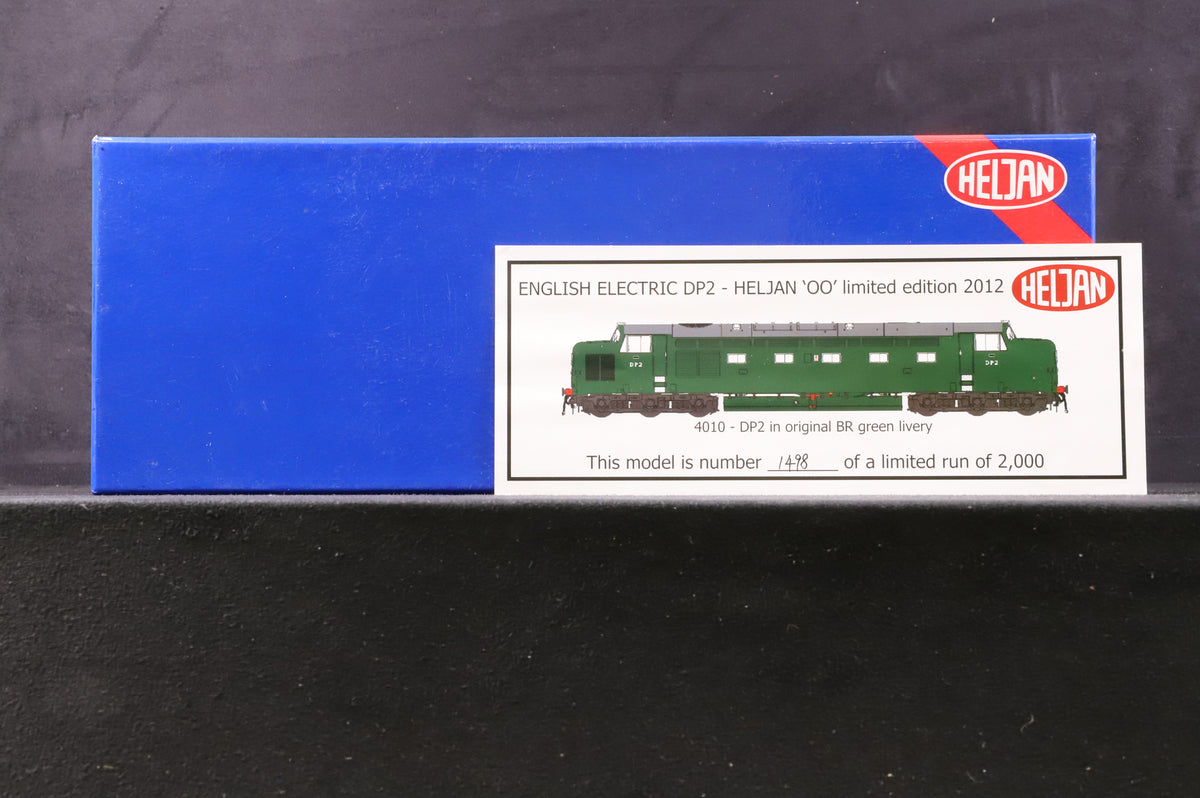 HELJAN
ENGLISH ELECTRIC DP2 - HELJAN ‘OO’ limited edition 2012
HELJAN
DP2
DP2
4010 - DP2 in original BR green livery
This model is number 1498 of a limited run of 2,000